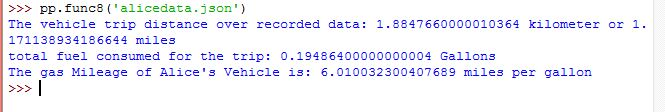 >>> pp.func8('alicedata.json')
The vehicle trip distance over recorded data: 1.8847660000010364 kilometer or 1.
171138934186644 miles
total fuel consumed for the trip: 0.19486400000000004 Gallons
The gas Mileage of Alice's Vehicle is: 6.010032300407689 miles per gallon
>>>